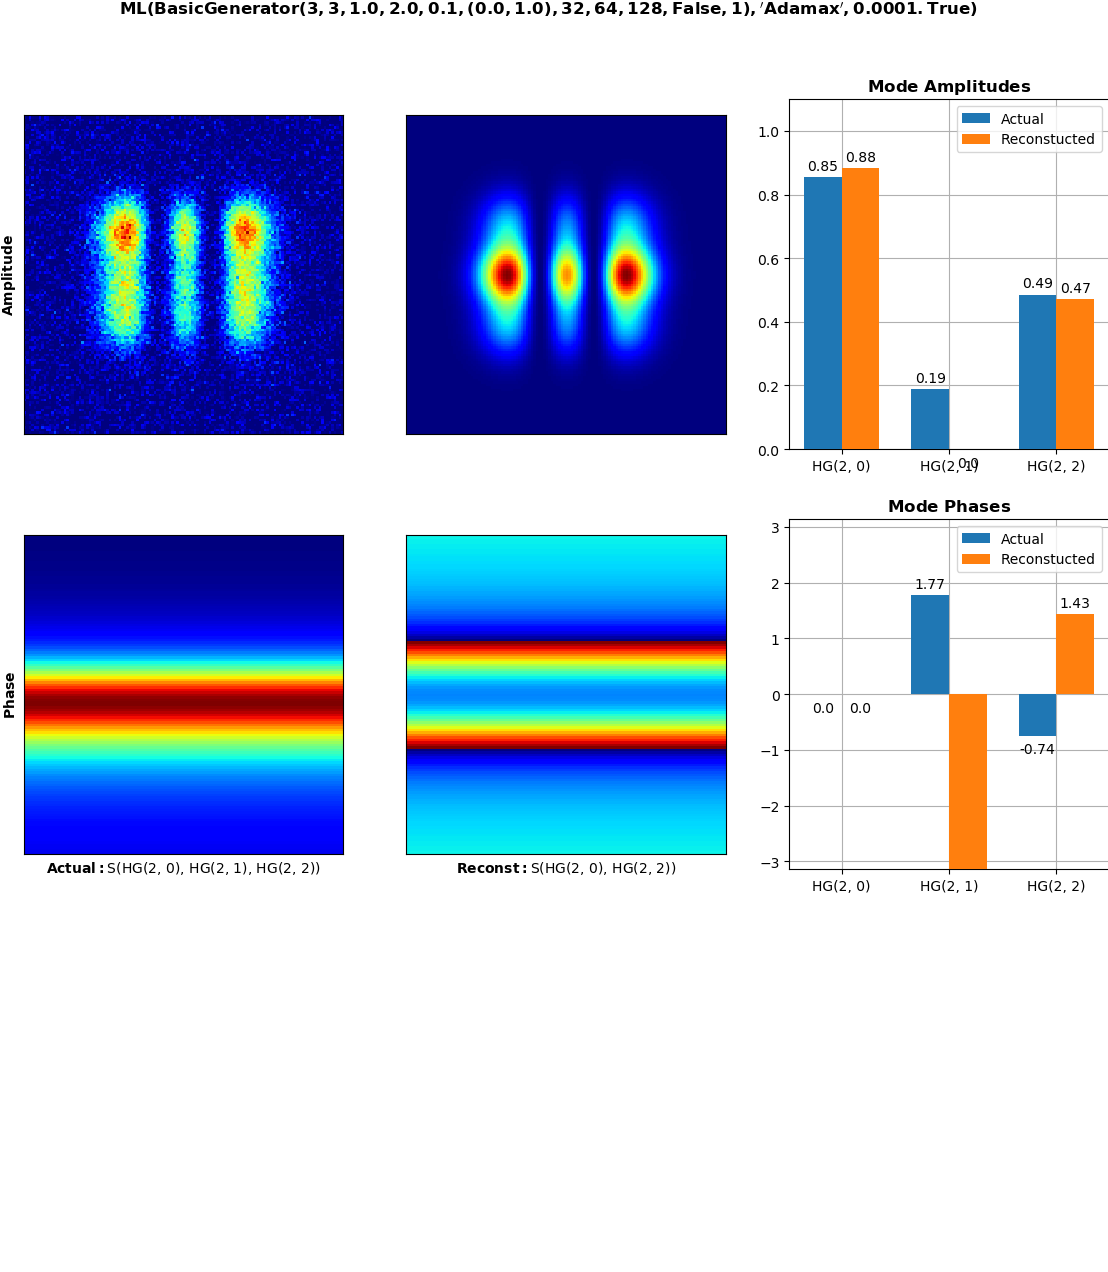 ML(BasicGenerator(3, 3, 1.0, 2.0, 0.1, (0.0, 1.0), 32, 64, 128, False, 1), 'Adamax', 0.0001. True)
Amplitude
Mode Amplitudes
Actual
Reconstucted
1.0
0.8
0.6
0.4
0.2
0.0
0.85
0.88
0.19
0.0
0.49
0.47
HG(2, 0)
HG(2, 1)
HG(2, 2)
Phase
Actual: S(HG(2, 0), HG(2, 1), HG(2, 2))
Reconst: S(HG(2, 0), HG(2, 2))
Mode Phases
Actual
Reconstucted
3
2
1
0
−1
−2
−3
0.0
0.0
1.77
-0.74
1.43
HG(2, 0)
HG(2, 1)
HG(2, 2)